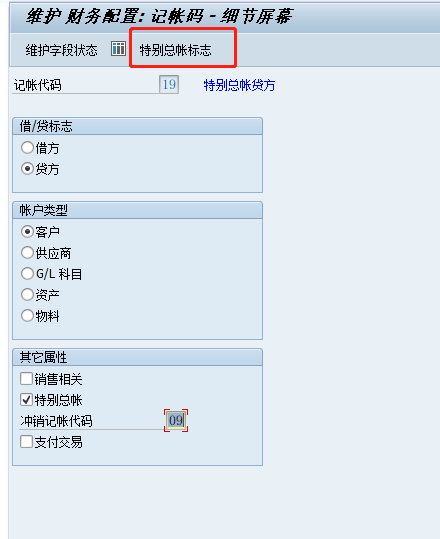 维护 财务配置: 记帐码 - 细节屏幕
维护字段状态 特别总帐标志
记帐代码 19 特别总帐贷方
借/贷标志
借方
贷方
帐户类型
客户
供应商
G/L 科目
资产
物料
其它属性
销售相关
特别总帐
冲销记帐代码 09
支付交易